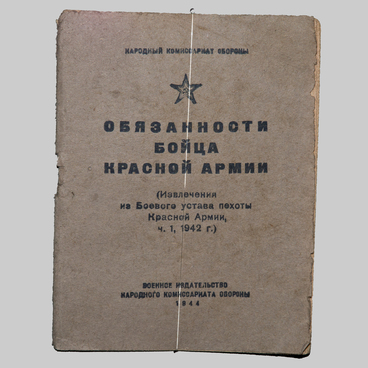 НАРОДНЫЙ КОМИССАРИАТ ОБОРОНЫ
ОБЯЗАННОСТИ
БОЙЦА
КРАСНОЙ АРМИИ
(Извлечения
из Боевого устава пехоты
Красной Армии,
ч. 1, 1942 г.)
ВОЕННОЕ ИЗДАТЕЛЬСТВО
НАРОДНОГО КОМИССАРИАТА ОБОРОНЫ
1944